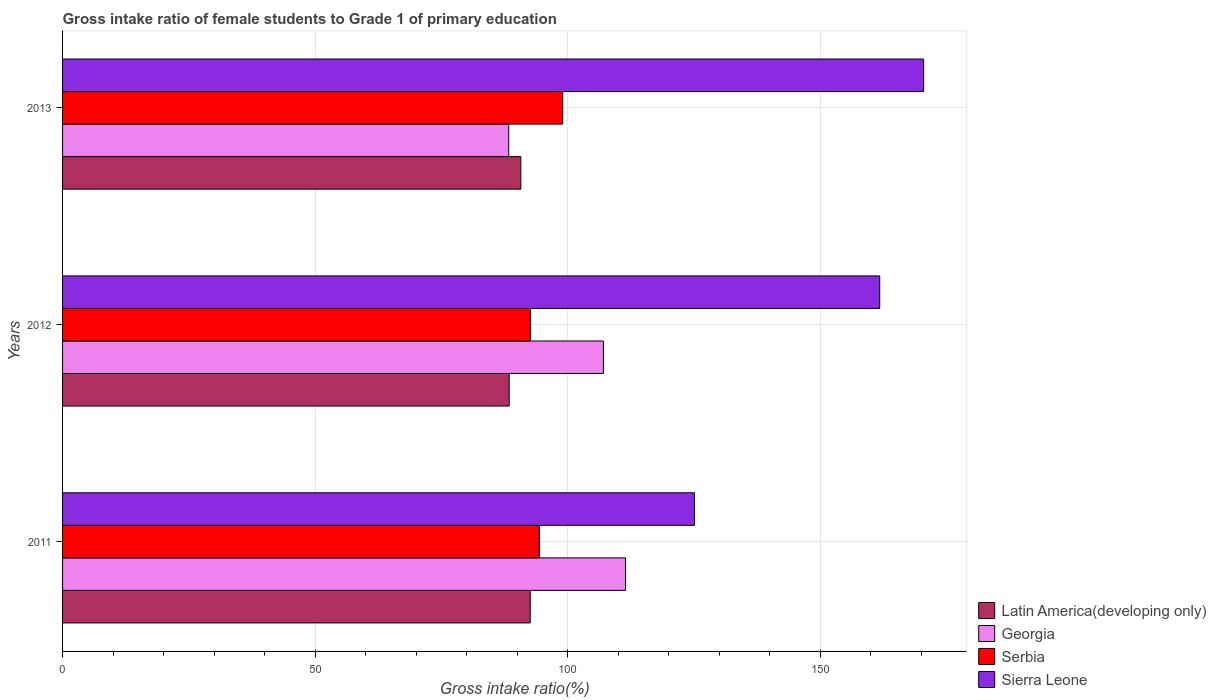 Gross intake ratio of female students to Grade 1 of primary education
Years
2013
2012
2011
0
50
100
150
Gross intake ratio(%)
Latin America(developing only)
Georgia
Serbia
Sierra Leone